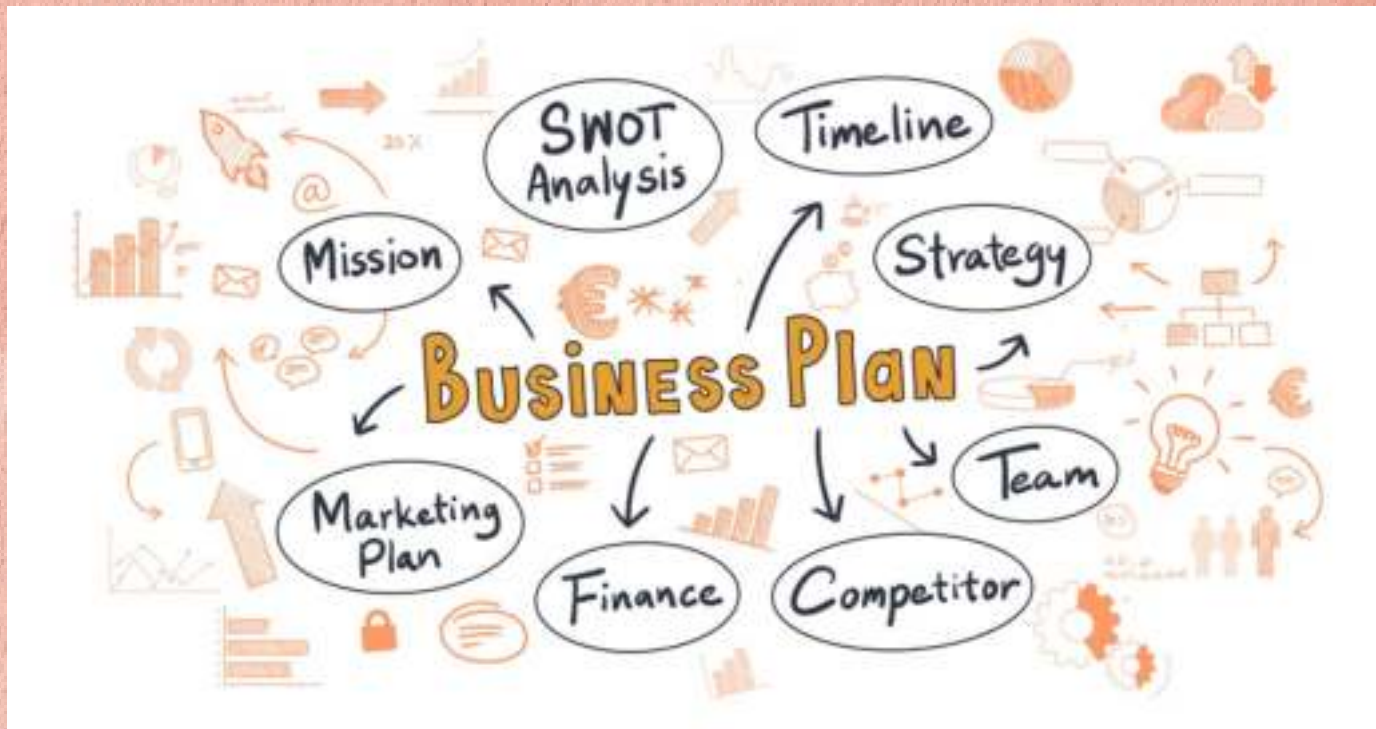 SWOT
Analysis
Timeline
Mission
Strategy
@
Business Plan
Team
Marketing
Plan
Finance
Competitor